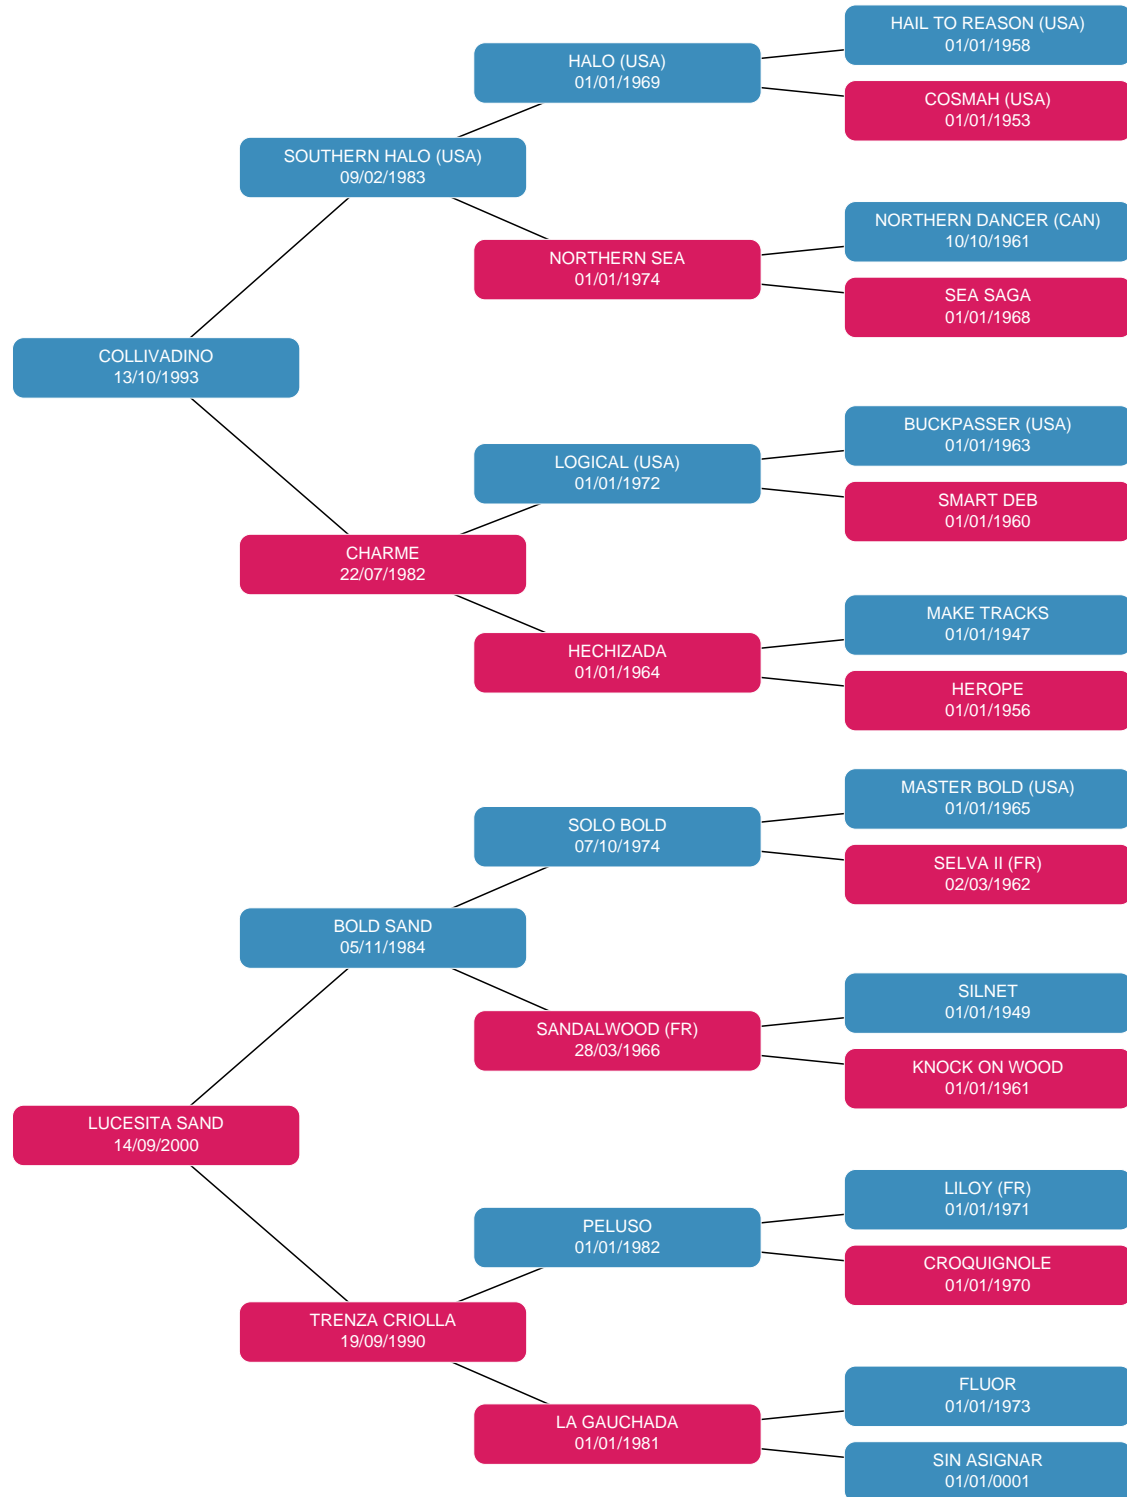 HAIL TO REASON (USA)
01/01/1958
HALO (USA)
01/01/1969
COSMAH (USA)
01/01/1953
SOUTHERN HALO (USA)
09/02/1983
NORTHERN DANCER (CAN)
10/10/1961
NORTHERN SEA
01/01/1974
SEA SAGA
01/01/1968
COLLIVADINO
13/10/1993
BUCKPASSER (USA)
01/01/1963
LOGICAL (USA)
01/01/1972
SMART DEB
01/01/1960
CHARME
22/07/1982
MAKE TRACKS
01/01/1947
HECHIZADA
01/01/1964
HEROPE
01/01/1956
MASTER BOLD (USA)
01/01/1965
SOLO BOLD
07/10/1974
SELVA II (FR)
02/03/1962
BOLD SAND
05/11/1984
SILNET
01/01/1949
SANDALWOOD (FR)
28/03/1966
KNOCK ON WOOD
01/01/1961
LUCESITA SAND
14/09/2000
LILOY (FR)
01/01/1971
PELUSO
01/01/1982
CROQUIGNOLE
01/01/1970
TRENZA CRIOLLA
19/09/1990
FLUOR
01/01/1973
LA GAUCHADA
01/01/1981
SIN ASIGNAR
01/01/0001